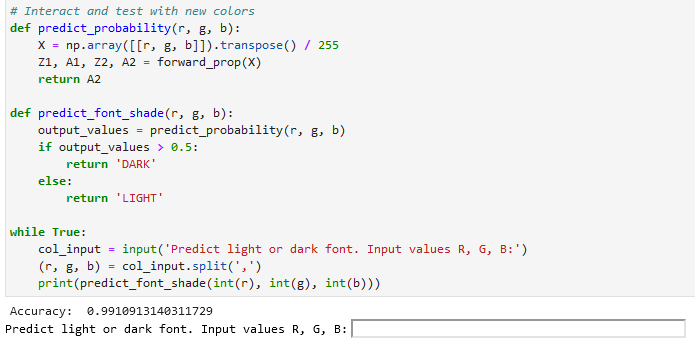 # Interact and test with new colors
def predict_probability(r, g, b):
    X = np.array([[r, g, b]]).transpose() / 255
    Z1, A1, Z2, A2 = forward_prop(X)
    return A2

def predict_font_shade(r, g, b):
    output_values = predict_probability(r, g, b)
    if output_values > 0.5:
        return 'DARK'
    else:
        return 'LIGHT'

while True:
    col_input = input('Predict light or dark font. Input values R, G, B:')
    (r, g, b) = col_input.split(',')
    print(predict_font_shade(int(r), int(g), int(b)))
Accuracy:  0.9910913140311729
Predict light or dark font. Input values R, G, B: